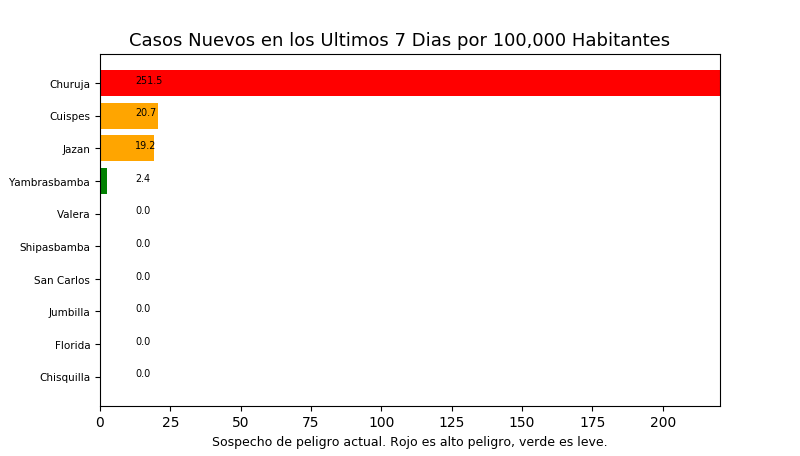 Casos Nuevos en los Ultimos 7 Dias por 100,000 Habitantes
Churuja 251.5
Cuispes 20.7
Jazan 19.2
Yambrasbamba 2.4
Valera 0.0
Shipasbamba 0.0
San Carlos 0.0
Jumbilla 0.0
Florida 0.0
Chisquilla 0.0
0 25 50 75 100 125 150 175 200
Sospecho de peligro actual. Rojo es alto peligro, verde es leve.